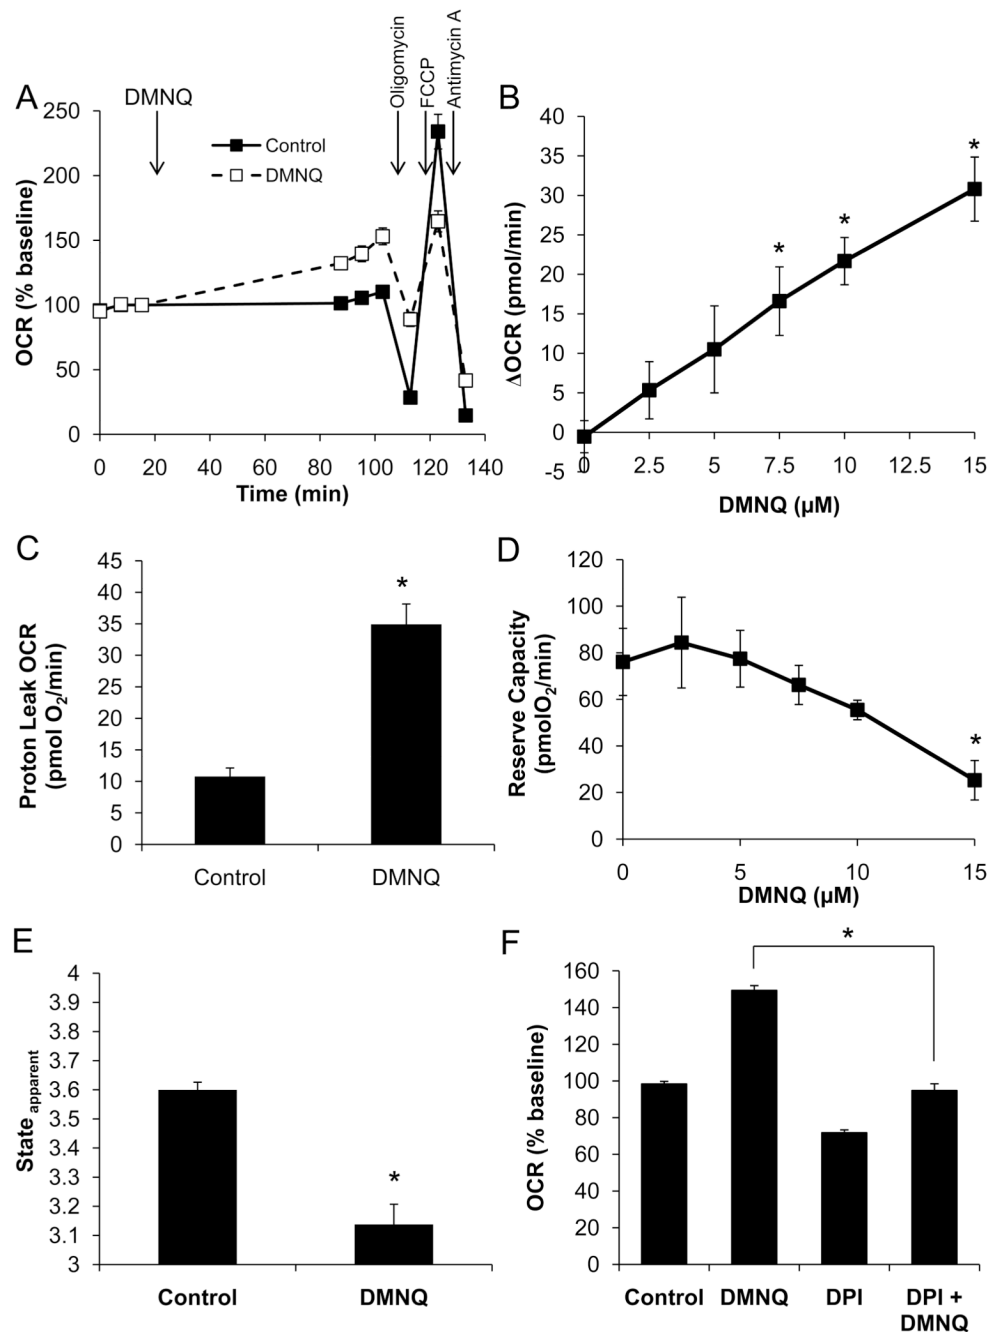 A
DMNQ
Oligomycin
FCCP
Antimycin A
Control
DMNQ
OCR (% baseline)
250
200
150
100
50
0
0 20 40 60 80 100 120 140
Time (min)
B
ΔOCR (pmol/min)
40
35
30
25
20
15
10
5
0
-5
* * *
0 2.5 5 7.5 10 12.5 15
DMNQ (µM)
C
Proton Leak OCR
(pmol O2/min)
45
40
35
30
25
20
15
10
5
0
*
Control DMNQ
D
Reserve Capacity
(pmolO2/min)
120
100
80
60
40
20
0
*
0 5 10 15
DMNQ (µM)
E
State apparent
4
3.9
3.8
3.7
3.6
3.5
3.4
3.3
3.2
3.1
3
*
Control DMNQ
F
OCR (% baseline)
160
140
120
100
80
60
40
20
0
*
Control DMNQ DPI DPI +
DMNQ